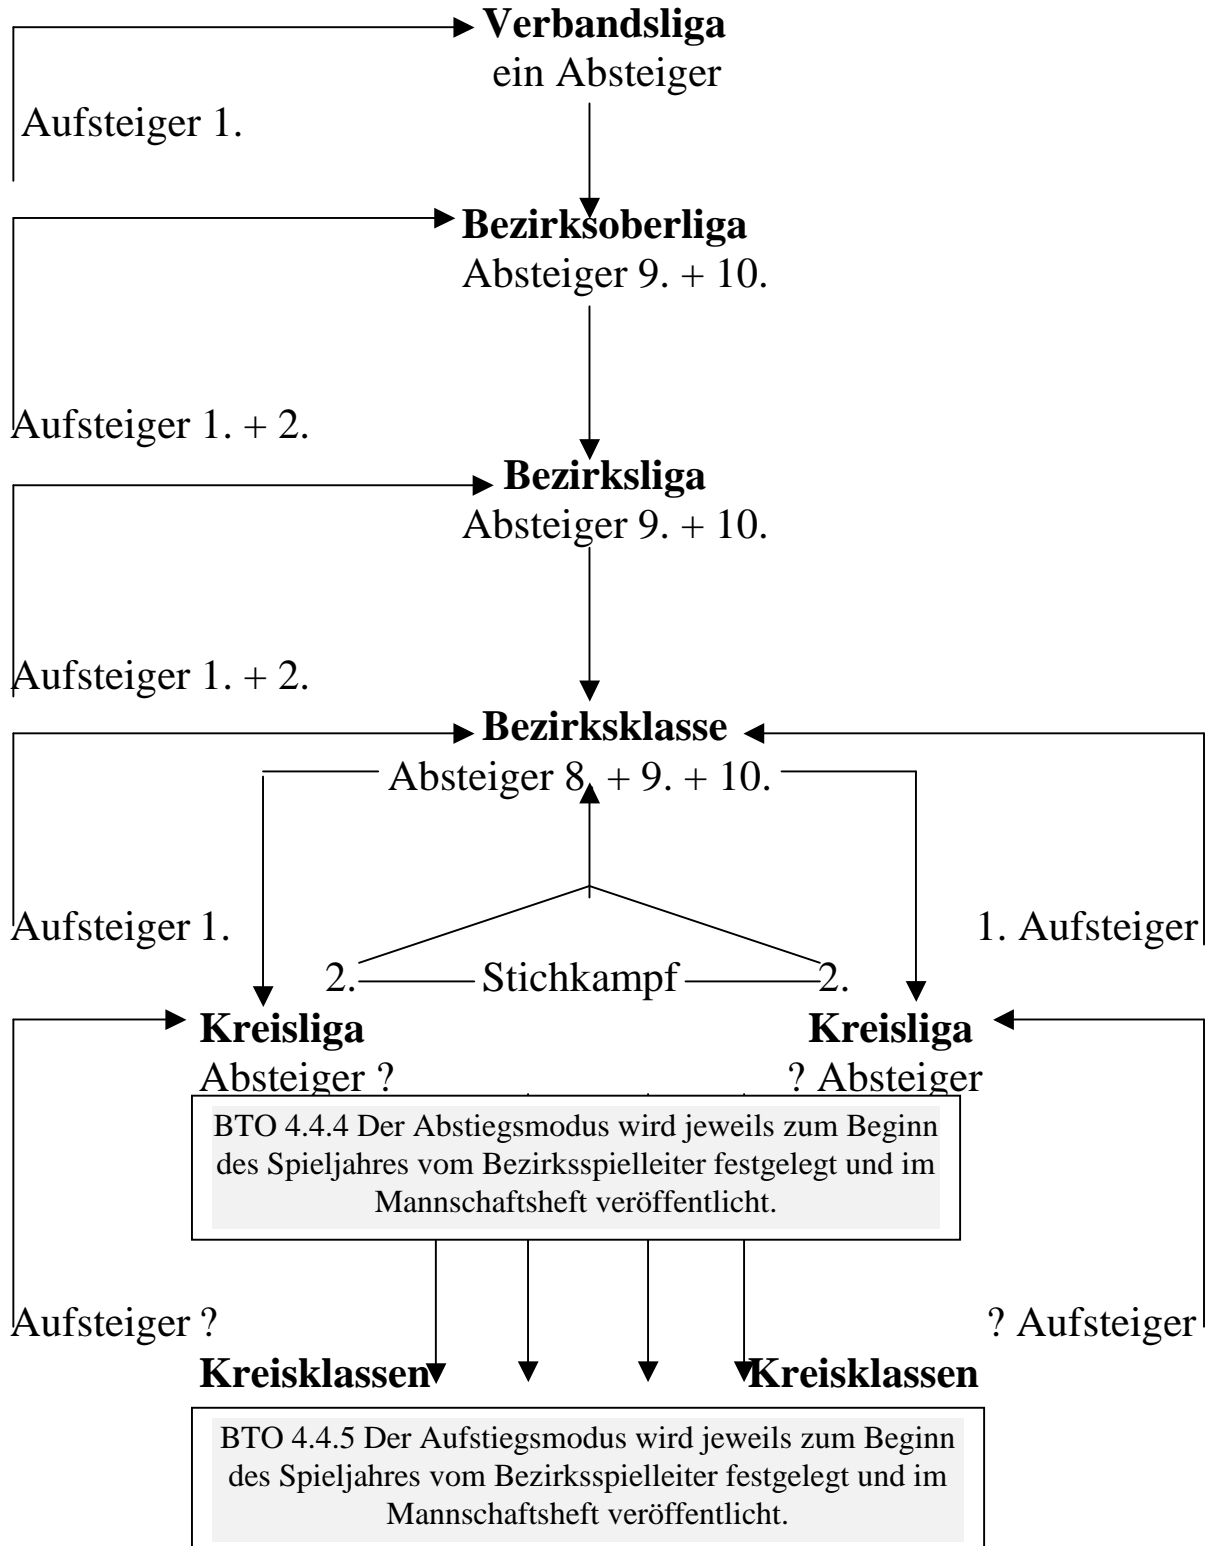 Verbandsliga
ein Absteiger
Aufsteiger 1.
Bezirksoberliga
Absteiger 9. + 10.
Aufsteiger 1. + 2.
Bezirksliga
Absteiger 9. + 10.
Aufsteiger 1. + 2.
Bezirksklasse
Absteiger 8. + 9. + 10.
Aufsteiger 1.
1. Aufsteiger
2. Stichkampf 2.
Kreisliga Kreisliga
Absteiger ? ? Absteiger
BTO 4.4.4 Der Abstiegsmodus wird jeweils zum Beginn
des Spieljahres vom Bezirksspielleiter festgelegt und im
Mannschaftsheft veröffentlicht.
Aufsteiger ? ? Aufsteiger
Kreisklassen Kreisklassen
BTO 4.4.5 Der Aufstiegsmodus wird jeweils zum Beginn
des Spieljahres vom Bezirksspielleiter festgelegt und im
Mannschaftsheft veröffentlicht.